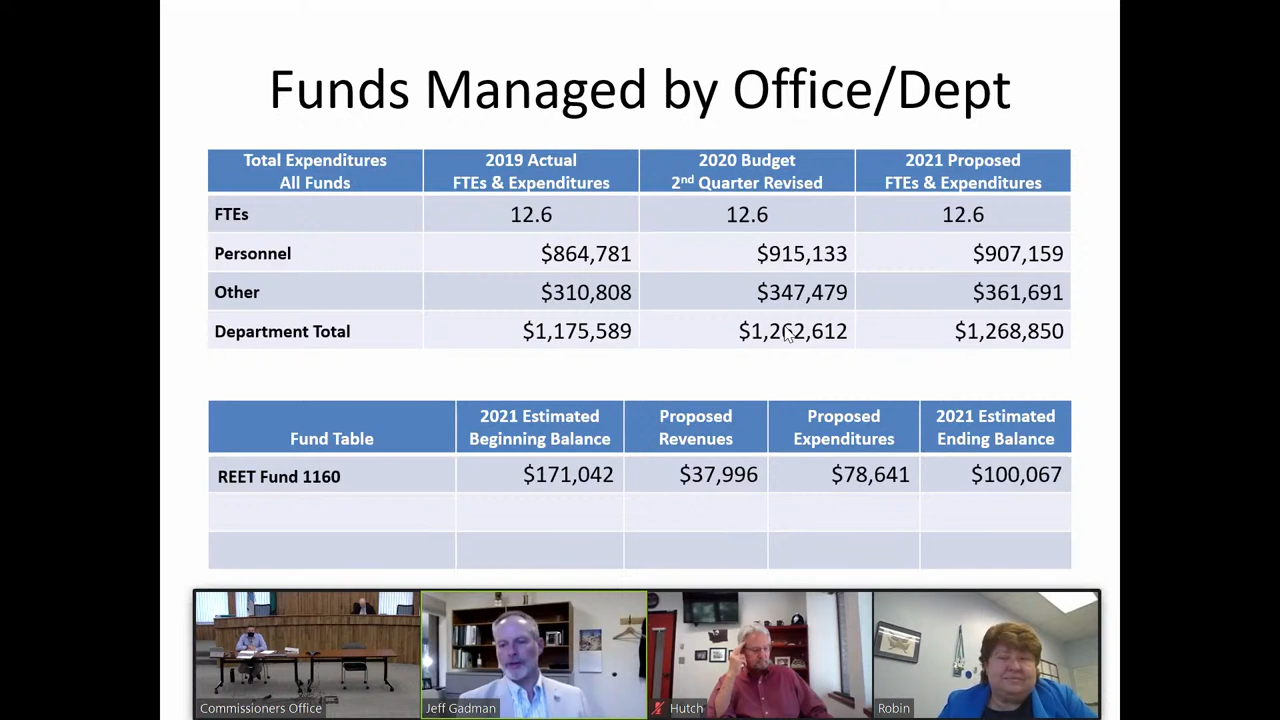 Funds Managed by Office/Dept
Total Expenditures All Funds | 2019 Actual FTEs & Expenditures | 2020 Budget 2nd Quarter Revised | 2021 Proposed FTEs & Expenditures
FTEs 12.6 12.6 12.6
Personnel $864,781 $915,133 $907,159
Other $310,808 $347,479 $361,691
Department Total $1,175,589 $1,262,612 $1,268,850
Fund Table | 2021 Estimated Beginning Balance | Proposed Revenues | Proposed Expenditures | 2021 Estimated Ending Balance
REET Fund 1160 $171,042 $37,996 $78,641 $100,067
Commissioners Office
Jeff Gadman
Hutch
Robin